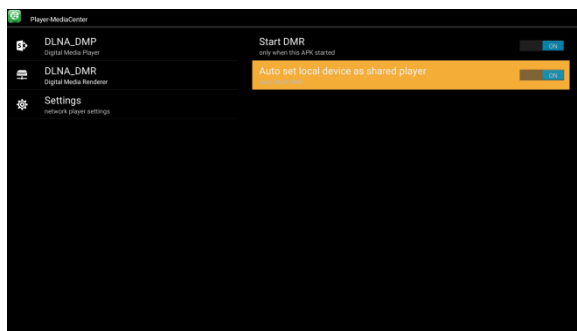 Player-MediaCenter
DLNA_DMP
Digital Media Player
DLNA_DMR
Digital Media Renderer
Settings
network player settings
Start DMR
only when this APK started
ON
Auto set local device as shared player
ON